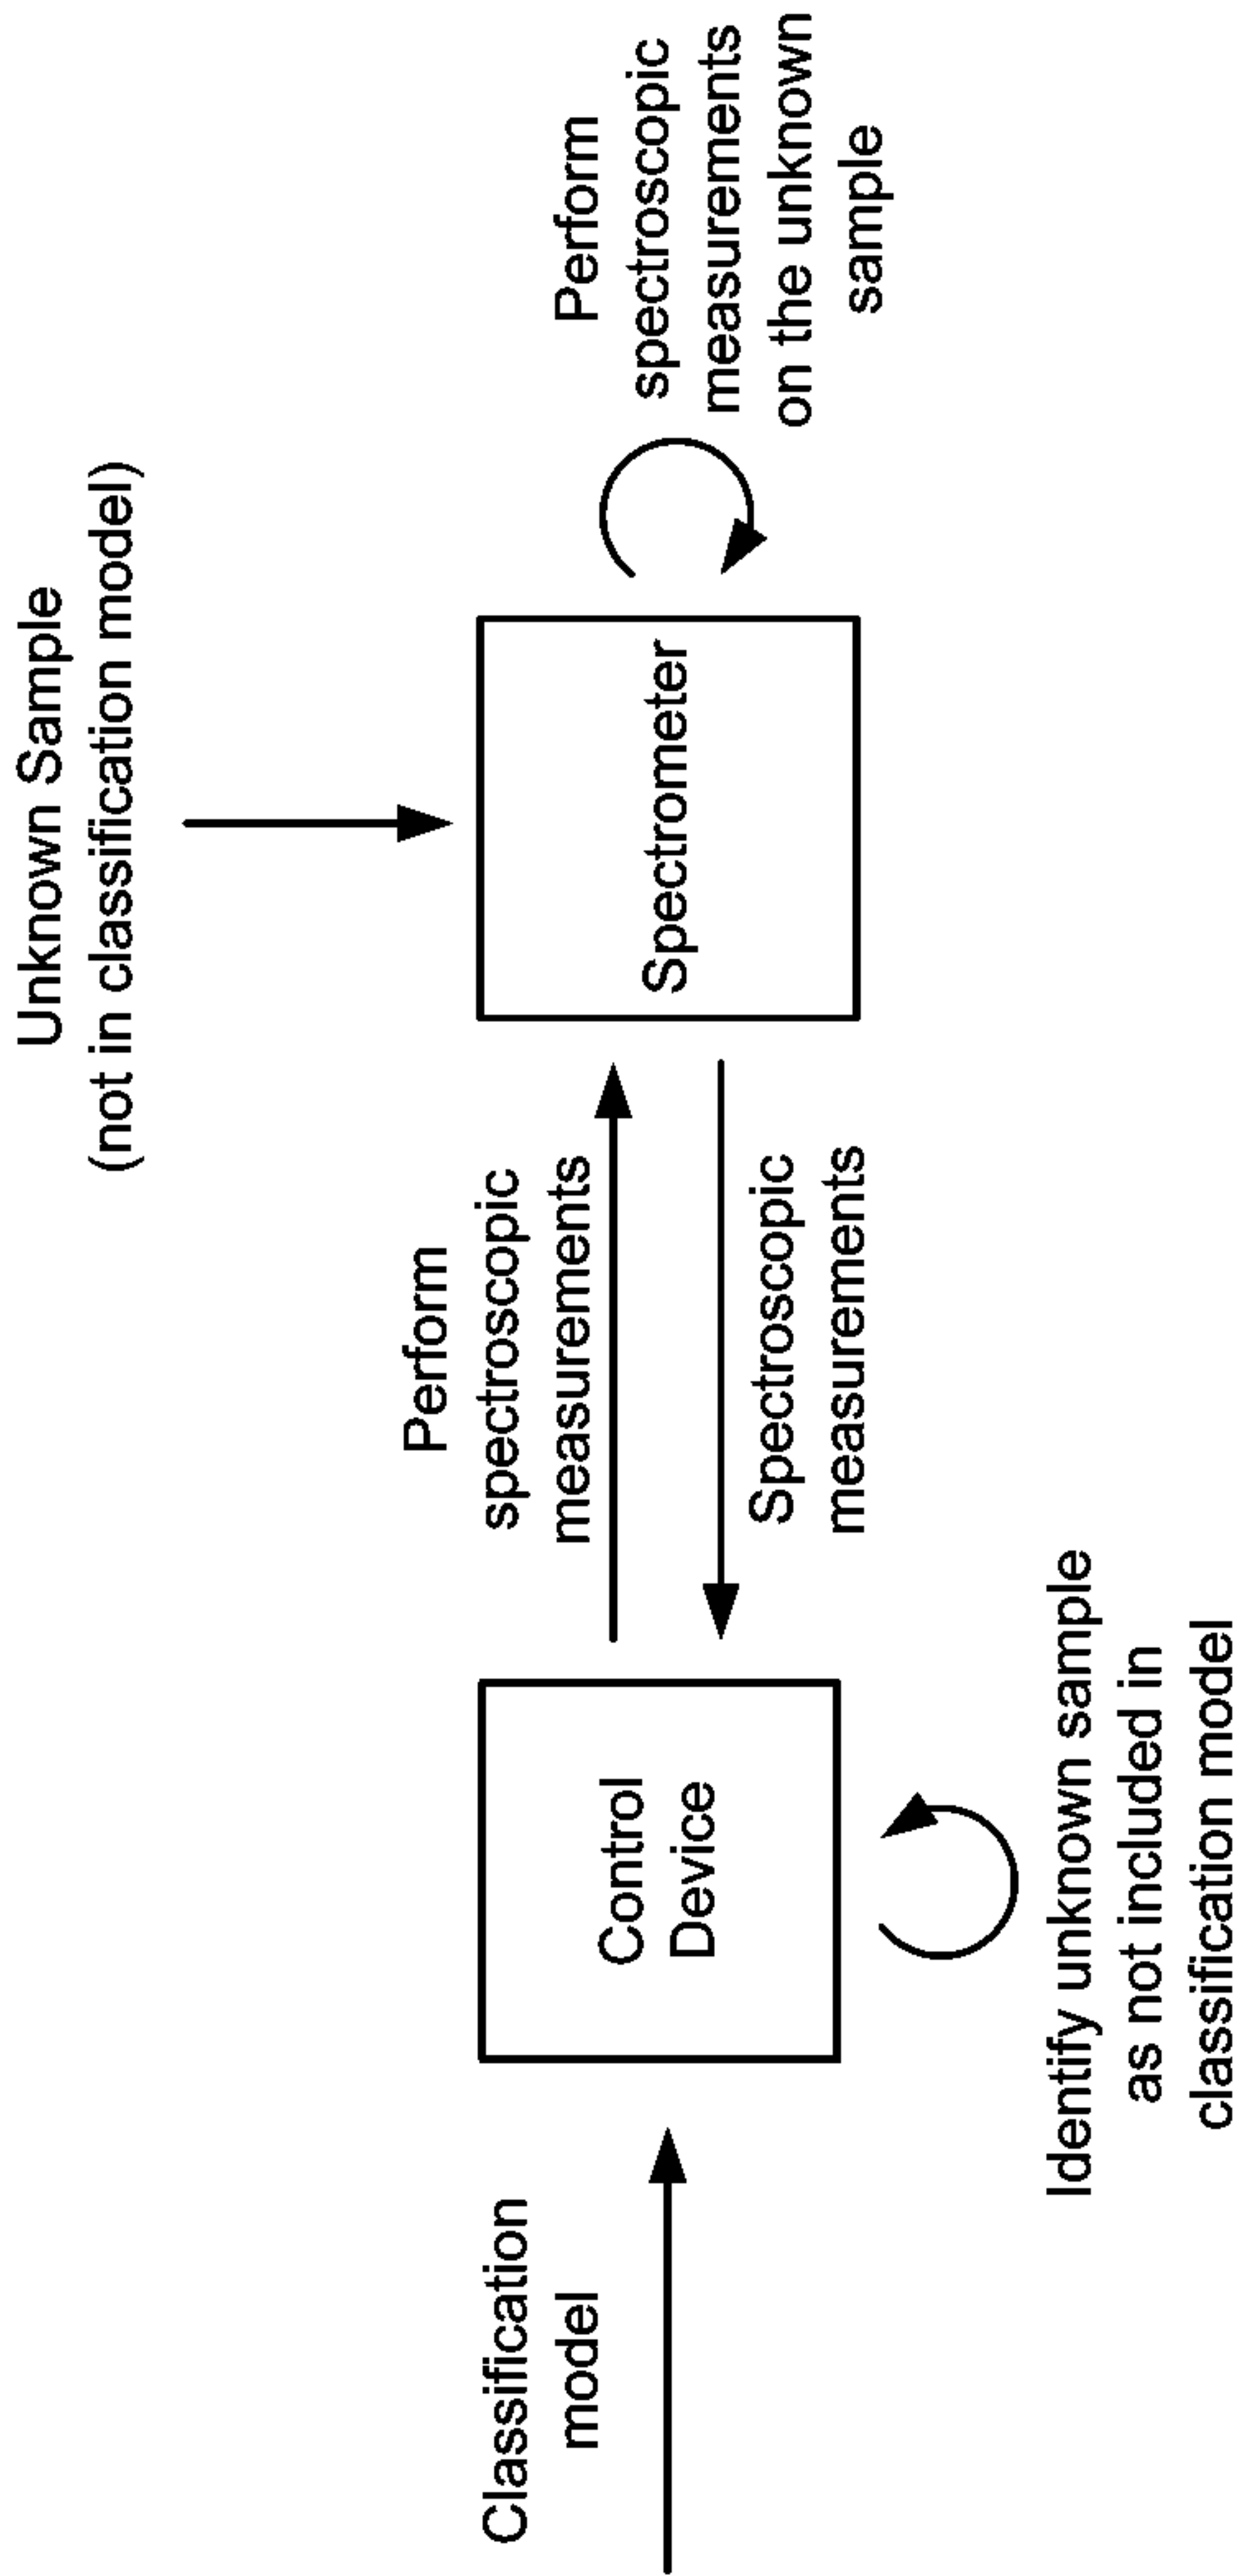 Unknown Sample
(not in classification model)
Classification
model
Control
Device
Perform
spectroscopic
measurements
Spectroscopic
measurements
Spectrometer
Perform
spectroscopic
measurements
on the unknown
sample
Identify unknown sample
as not included in
classification model